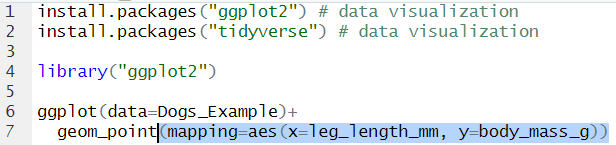 1 install.packages("ggplot2") # data visualization
2 install.packages("tidyverse") # data visualization
3
4 library("ggplot2")
5
6 ggplot(data=Dogs_Example)+
7 geom_point(mapping=aes(x=leg_length_mm, y=body_mass_g))